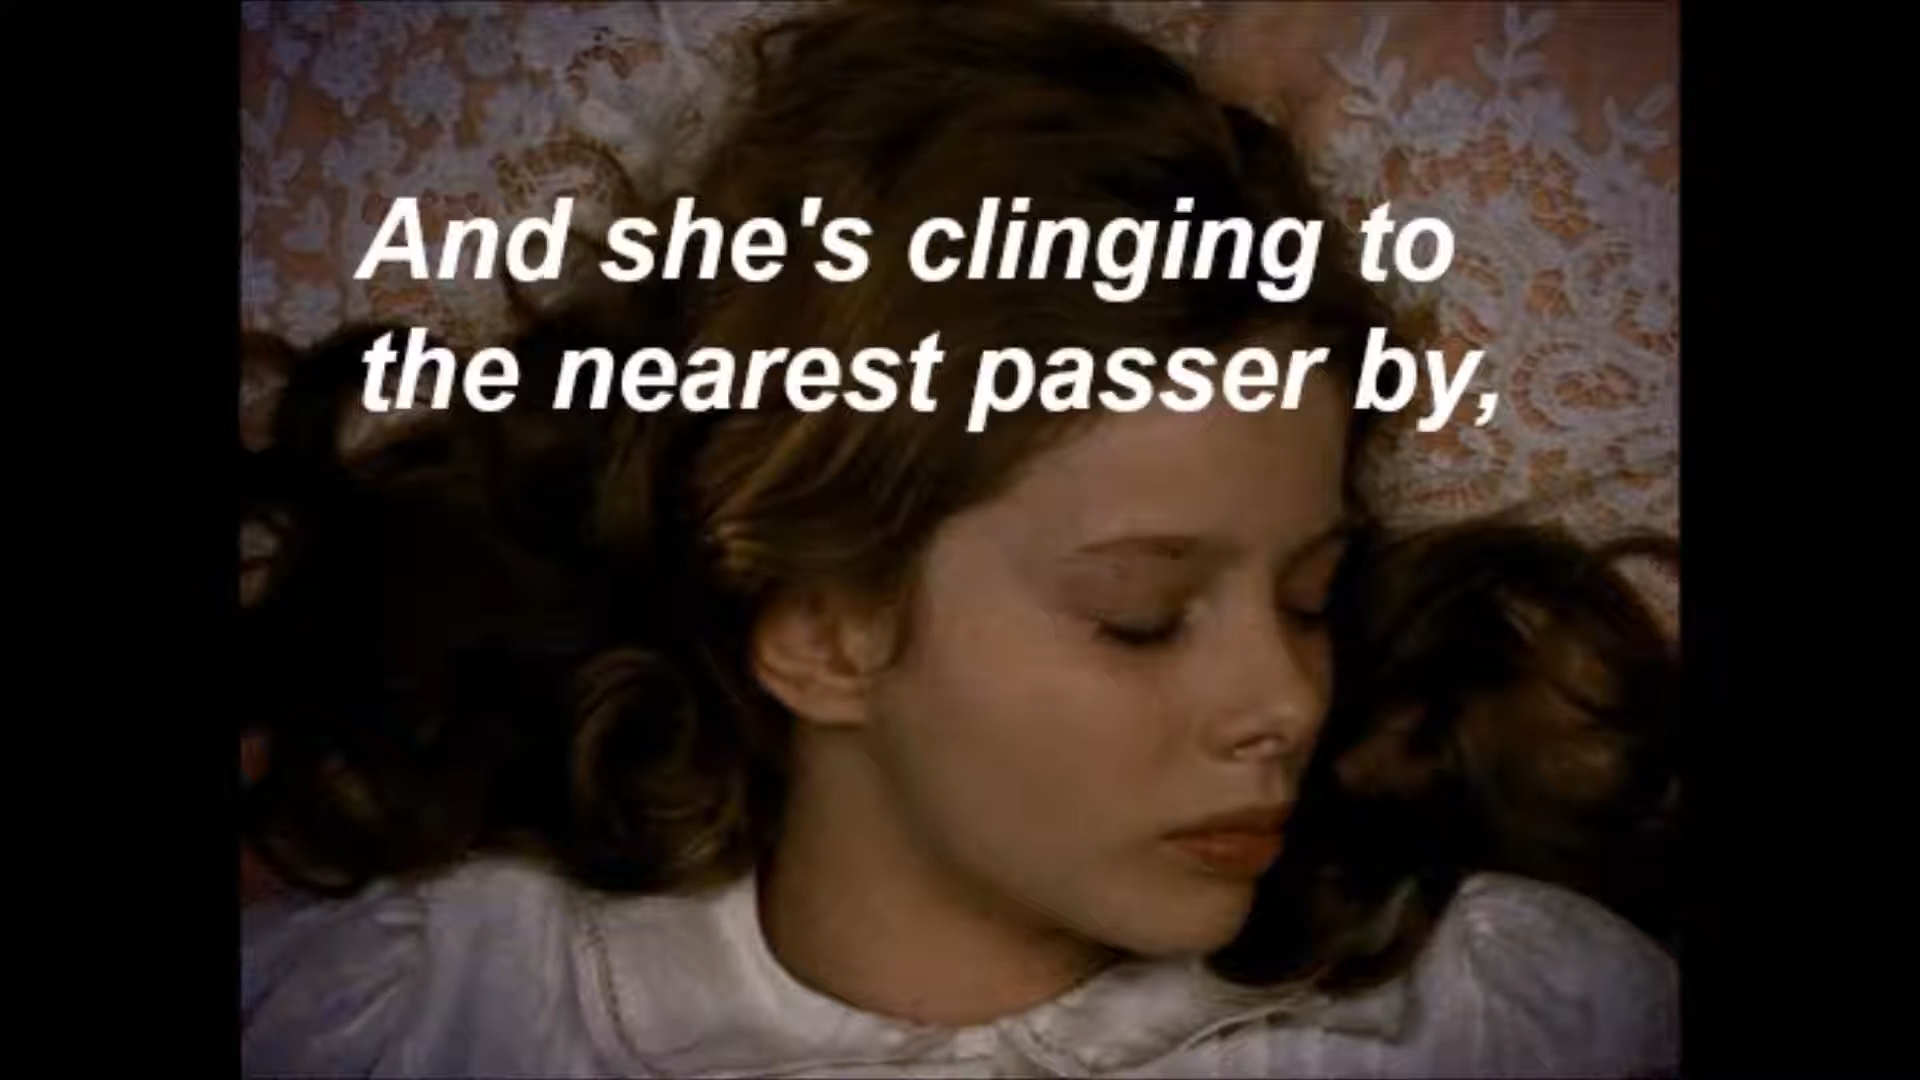 And she's clinging to
the nearest passer by,